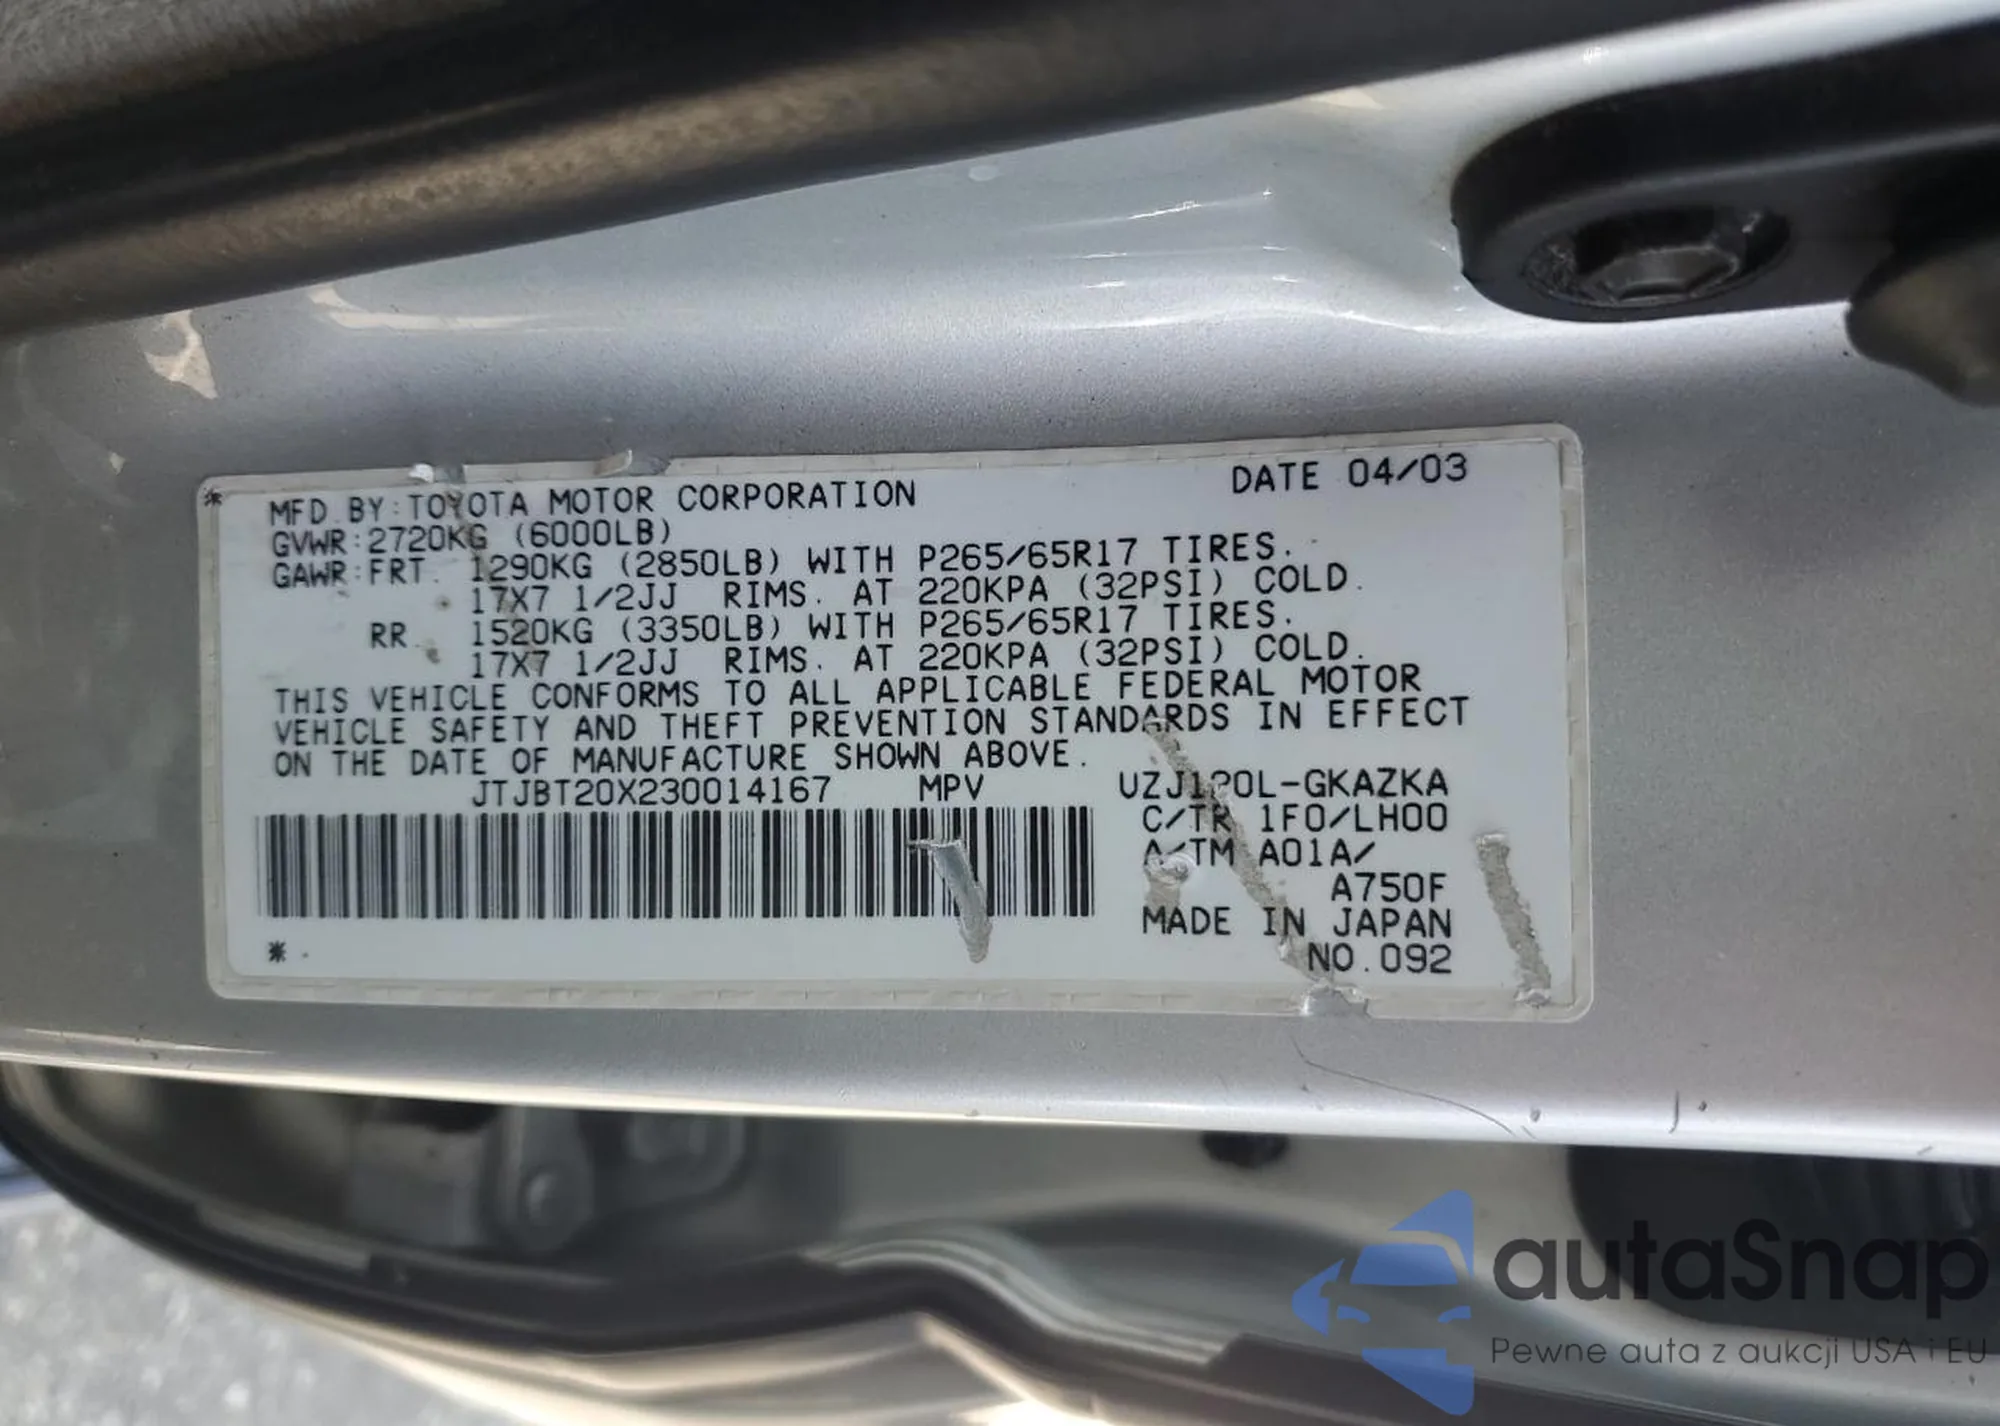 * MFD BY:TOYOTA MOTOR CORPORATION DATE 04/03
GVWR:2720KG (6000LB)
GAWR:FRT. 1290KG (2850LB) WITH P265/65R17 TIRES.
17X7 1/2JJ RIMS. AT 220KPA (32PSI) COLD.
RR. 1520KG (3350LB) WITH P265/65R17 TIRES.
17X7 1/2JJ RIMS. AT 220KPA (32PSI) COLD.
THIS VEHICLE CONFORMS TO ALL APPLICABLE FEDERAL MOTOR
VEHICLE SAFETY AND THEFT PREVENTION STANDARDS IN EFFECT
ON THE DATE OF MANUFACTURE SHOWN ABOVE.
JTJBT20X230014167 MPV UZJ120L-GKAZKA
C/TR 1F0/LH00
A/TM A01A/
A750F
MADE IN JAPAN
* NO.092
autaSnap
Pewne auta z aukcji USA i EU